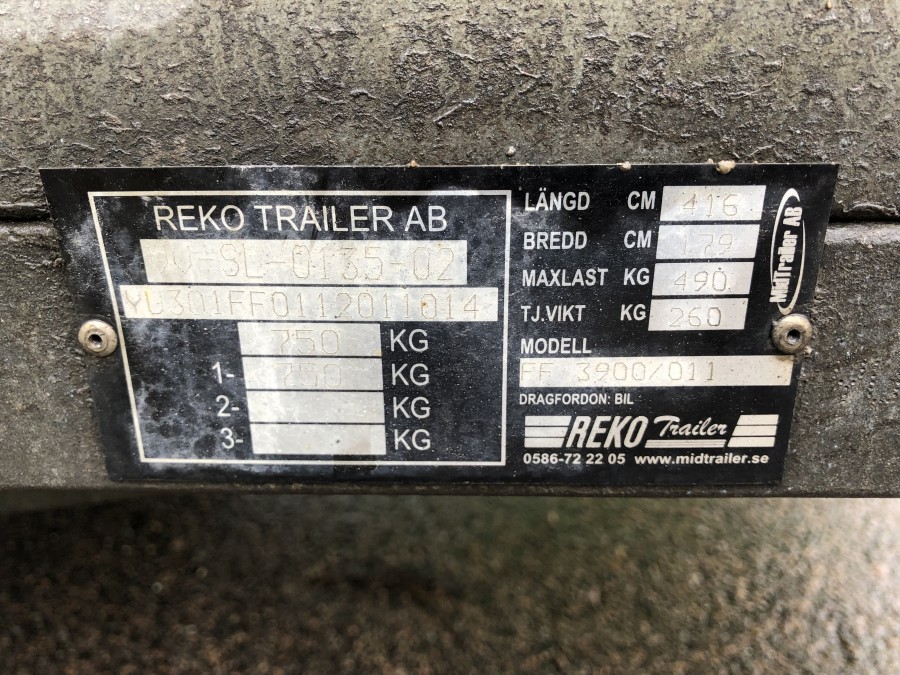 REKO TRAILER AB
SL-0135-02
YU301FF0112011014
750 KG
1- 750 KG
2- KG
3- KG
LÄNGD CM 416
BREDD CM 179
MAXLAST KG 490
TJ.VIKT KG 260
MODELL
FF 3900/011
DRAGFORDON: BIL
REKO Trailer
0586-72 22 05 www.midtrailer.se
MidTrailer AB